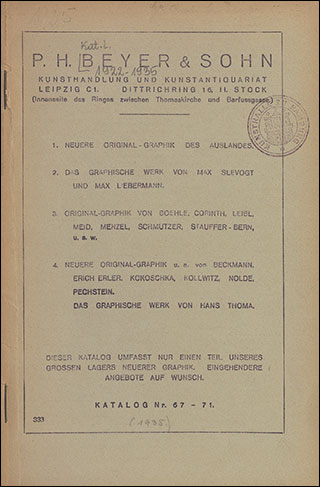 Kat. L.
P. H. BEYER & SOHN
1922-1935
KUNSTHANDLUNG UND KUNSTANTIQUARIAT
LEIPZIG C1. DITTRICHRING 16, II. STOCK
(Innenseite des Ringes zwischen Thomaskirche und Barfussgasse)
1. NEUERE ORIGINAL-GRAPHIK DES AUSLANDES.
2. DAS GRAPHISCHE WERK VON MAX SLEVOGT
UND MAX LIEBERMANN.
3. ORIGINAL-GRAPHIK VON BOEHLE, CORINTH, LEIBL,
MEID, MENZEL, SCHMUTZER, STAUFFER-BERN,
u. a. w.
4. NEUERE ORIGINAL-GRAPHIK u. a. von BECKMANN,
ERICH ERLER, KOKOSCHKA, KOLLWITZ, NOLDE,
PECHSTEIN.
DAS GRAPHISCHE WERK VON HANS THOMA.
DIESER KATALOG UMFASST NUR EINEN TEIL UNSERES
GROSSEN LAGERS NEUERER GRAPHIK. EINGEHENDERE
ANGEBOTE AUF WUNSCH.
KATALOG Nr. 67 - 71.
333
(1935)